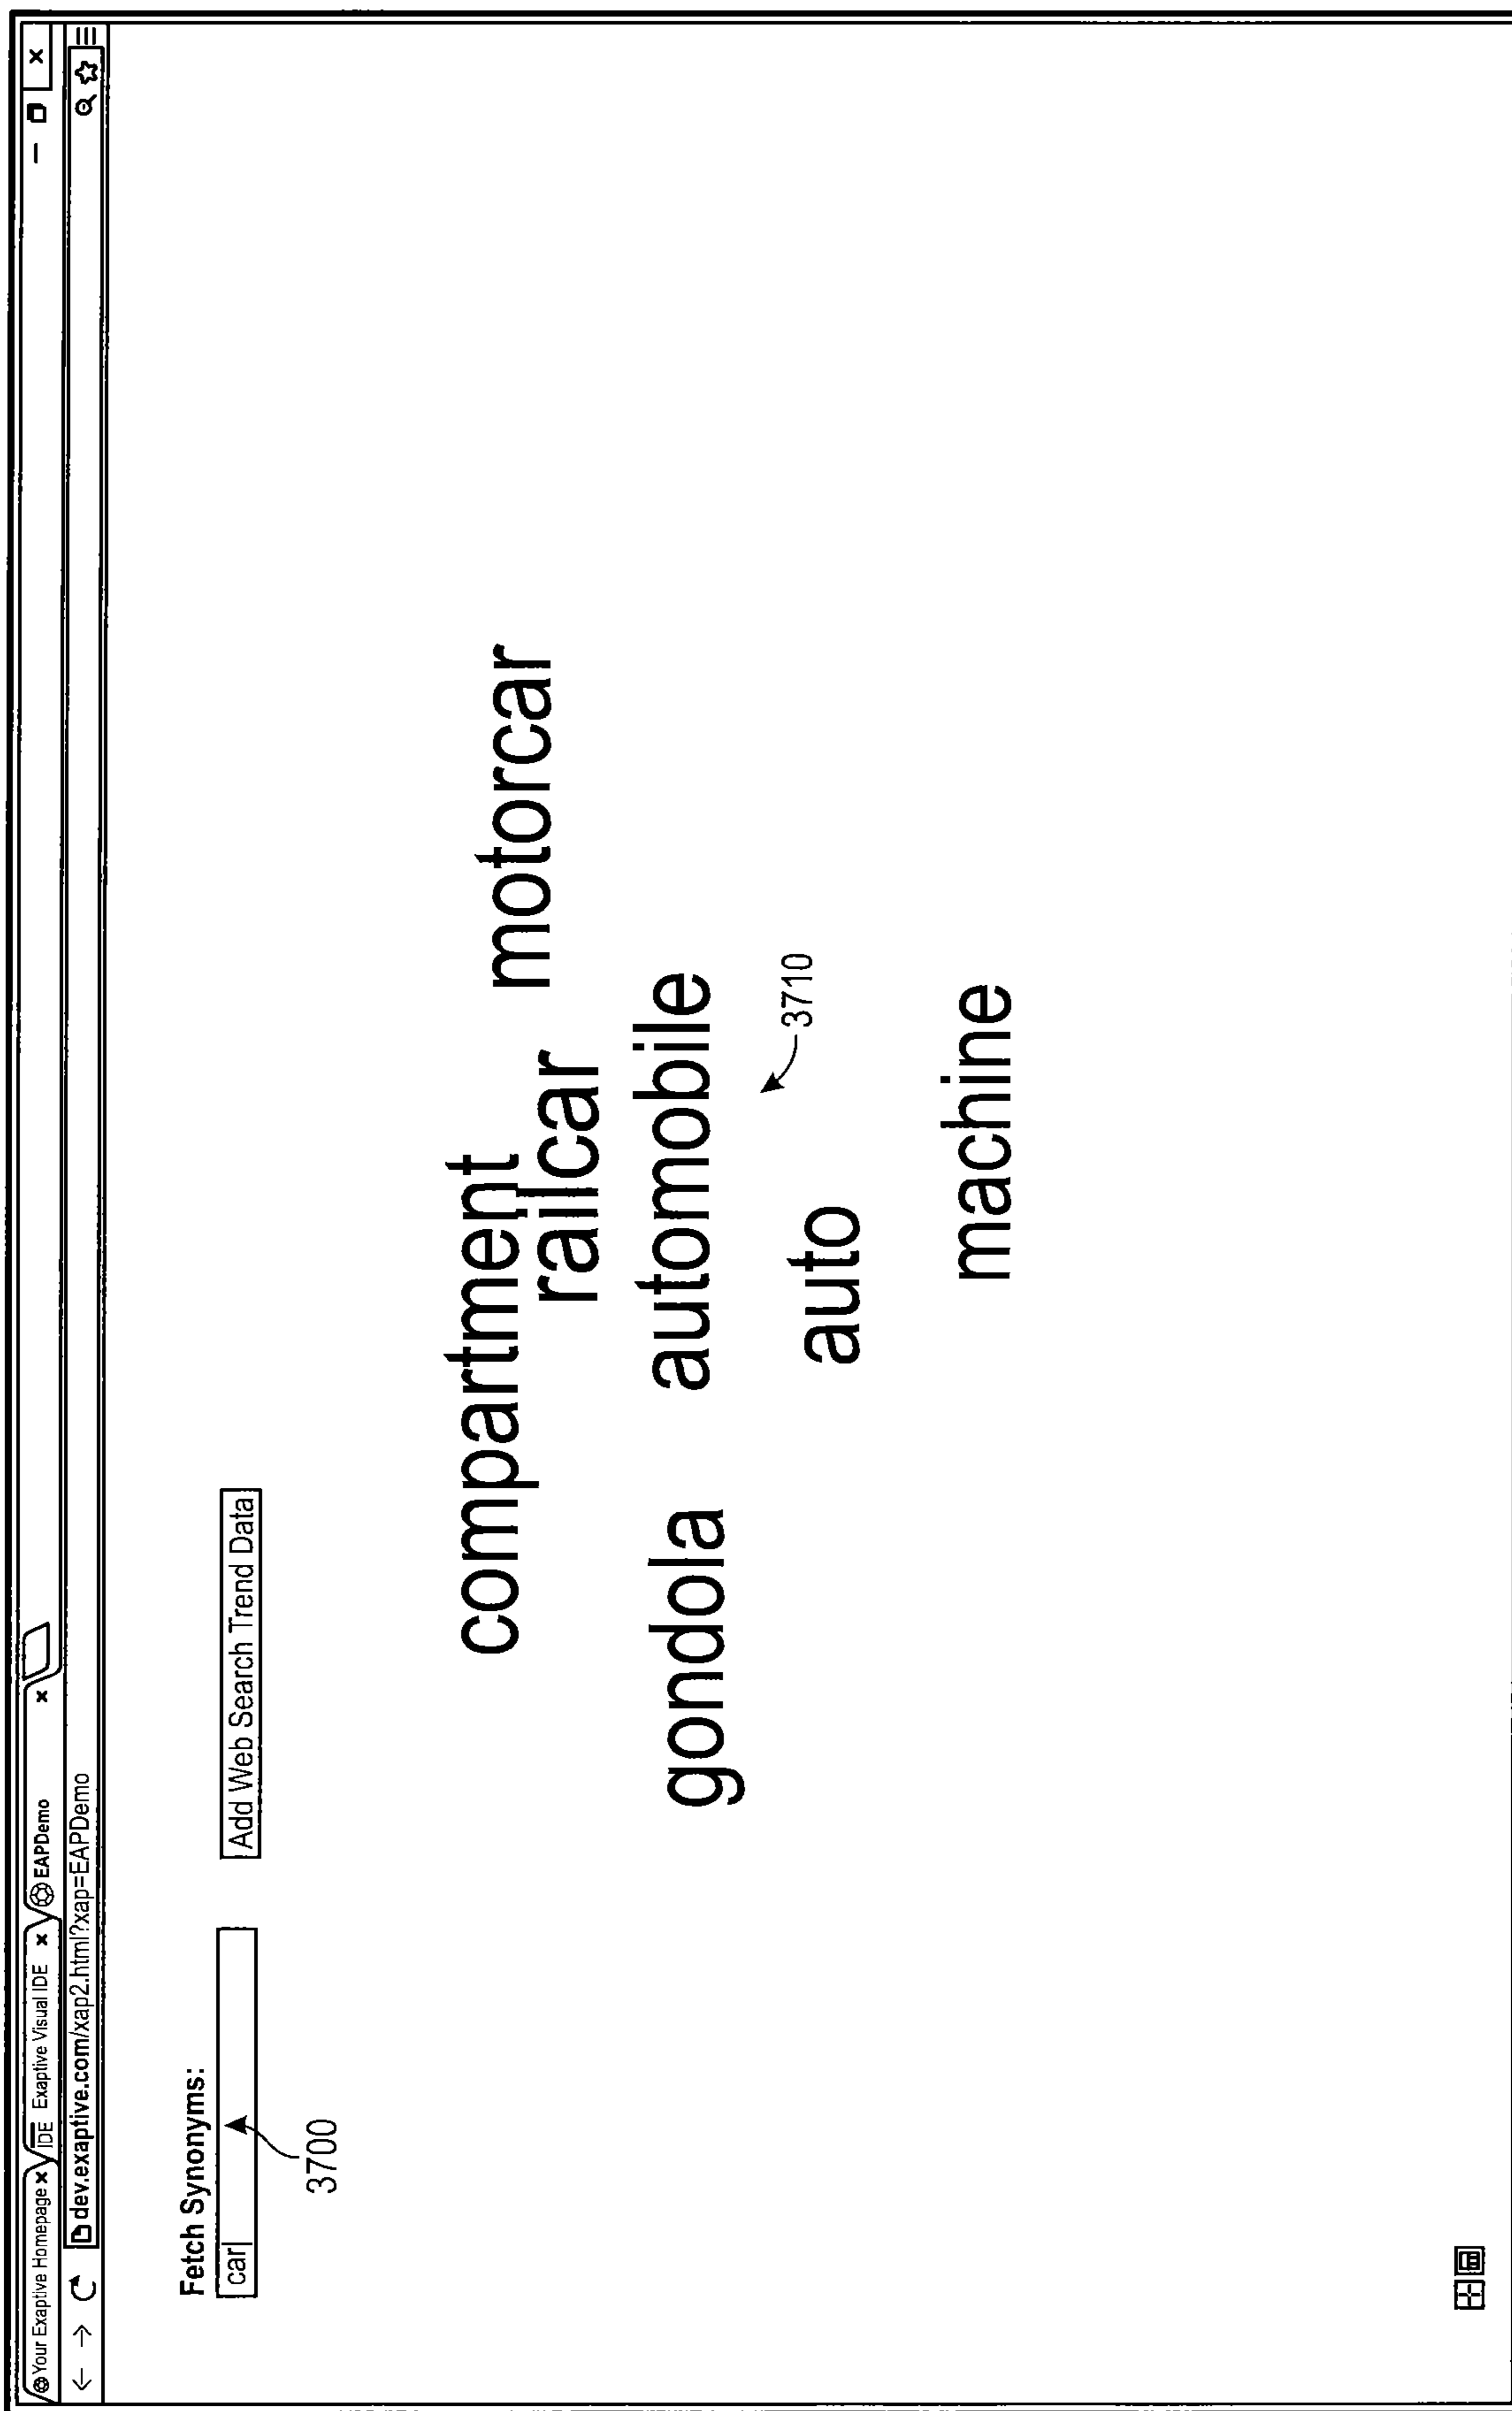 Your Exaptive Homepage x IDE Exaptive Visual IDE x EAPDemo x
dev.exaptive.com/xap2.html?xap=EAPDemo
Fetch Synonyms:
car
Add Web Search Trend Data
3700
compartment
motorcar
railcar
gondola
automobile
3710
auto
machine